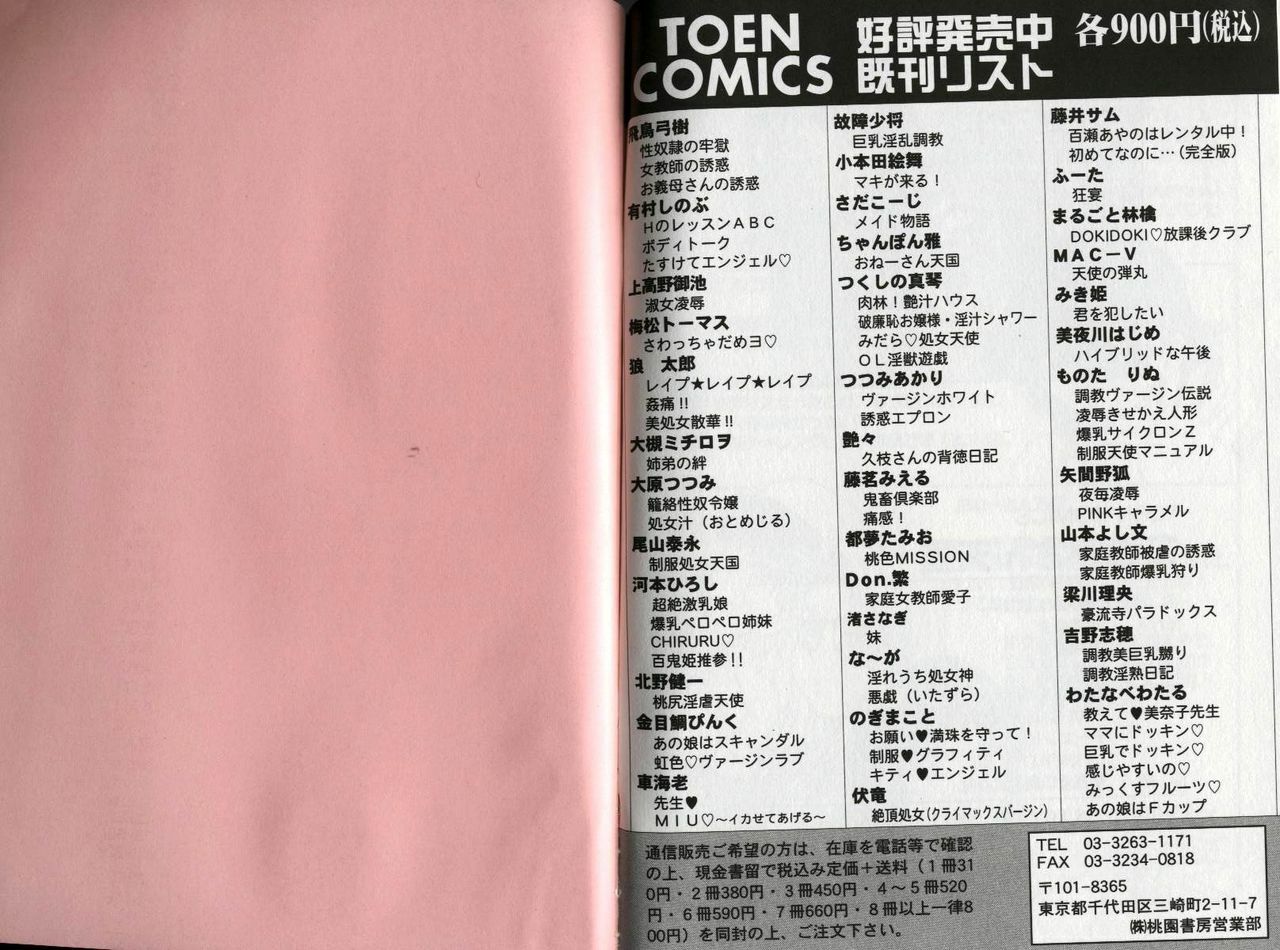 TOEN COMICS
好評発売中
既刊リスト
各900円(税込)
飛鳥弓樹
性奴隷の牢獄
女教師の誘惑
お義母さんの誘惑
有村しのぶ
HのレッスンABC
ボディトーク
たすけてエンジェル♡
上高野御池
淑女凌辱
梅松トーマス
さわっちゃだめヨ♡
狼　太郎
レイプ★レイプ★レイプ
姦痛!!
美処女散華!!
大槻ミチロヲ
姉弟の絆
大原つつみ
籠絡性奴令嬢
処女汁（おとめじる）
尾山泰永
制服処女天国
河本ひろし
超絶激乳娘
爆乳ペロペロ姉妹
CHIRURU♡
百鬼姫推参!!
北野健一
桃尻淫虐天使
金目鯛ぴんく
あの娘はスキャンダル
虹色♡ヴァージンラブ
車海老
先生♥
MIU♡〜イカせてあげる〜
故障少将
巨乳淫乱調教
小本田絵舞
マキが来る！
さだこーじ
メイド物語
ちゃんぽん雅
おねーさん天国
つくしの真琴
肉林！艶汁ハウス
破廉恥お嬢様・淫汁シャワー
みだら♡処女天使
OL淫獣遊戯
つつみあかり
ヴァージンホワイト
誘惑エプロン
艶々
久枝さんの背徳日記
藤茗みえる
鬼畜倶楽部
痛感！
都夢たみお
桃色MISSION
Don.繁
家庭女教師愛子
渚さなぎ
妹
な〜が
淫れうち処女神
悪戯（いたずら）
のぎまこと
お願い♥満珠を守って！
制服♥グラフィティ
キティ♥エンジェル
伏竜
絶頂処女(クライマックスバージン)
藤井サム
百瀬あやのはレンタル中！
初めてなのに…(完全版)
ふーた
狂宴
まるごと林檎
DOKIDOKI♡放課後クラブ
MAC－V
天使の弾丸
みき姫
君を犯したい
美夜川はじめ
ハイブリッドな午後
ものた　りぬ
調教ヴァージン伝説
凌辱きせかえ人形
爆乳サイクロンZ
制服天使マニュアル
矢間野狐
夜毎凌辱
PINKキャラメル
山本よし文
家庭教師被虐の誘惑
家庭教師爆乳狩り
梁川理央
豪流寺パラドックス
吉野志穂
調教美巨乳嬲り
調教淫熟日記
わたなべわたる
教えて♥美奈子先生
ママにドッキン♡
巨乳でドッキン♡
感じやすいの♡
みっくすフルーツ♡
あの娘はFカップ
通信販売ご希望の方は、在庫を電話等で確認
の上、現金書留で税込み定価＋送料（1冊31
0円・2冊380円・3冊450円・4〜5冊520
円・6冊590円・7冊660円・8冊以上一律8
00円）を同封の上、ご注文下さい。
TEL 03-3263-1171
FAX 03-3234-0818
〒101-8365
東京都千代田区三崎町2-11-7
㈱桃園書房営業部